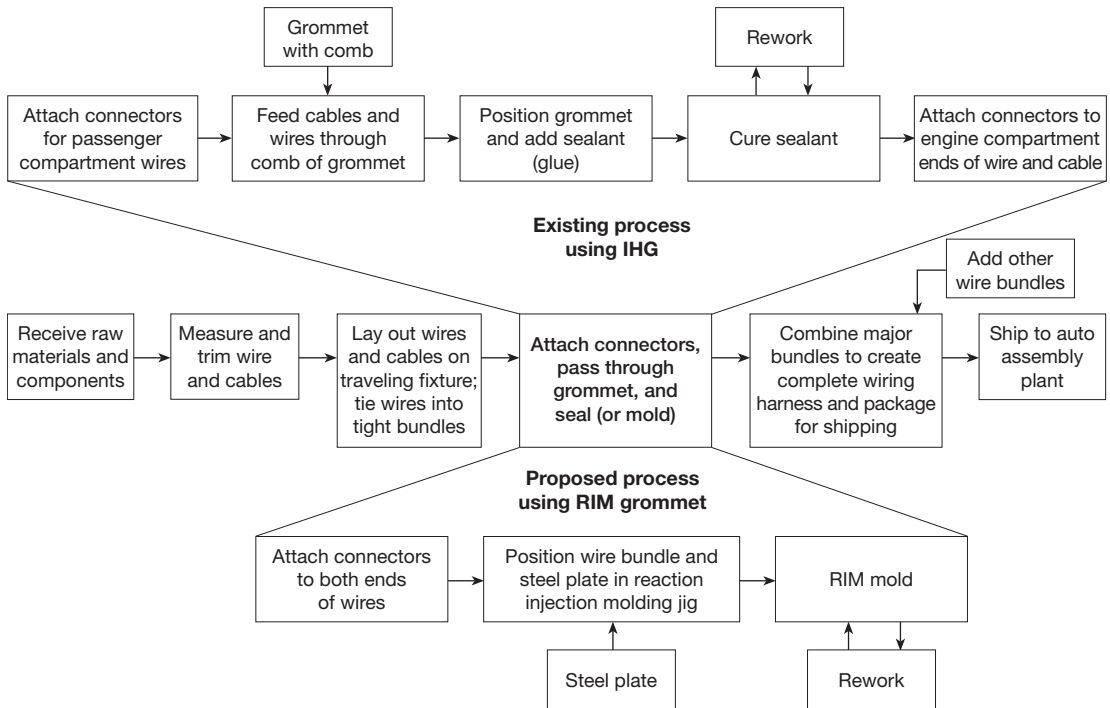 Grommet
with comb
Rework
Attach connectors
for passenger
compartment wires
Feed cables and
wires through
comb of grommet
Position grommet
and add sealant
(glue)
Cure sealant
Attach connectors to
engine compartment
ends of wire and cable
Existing process
using IHG
Add other
wire bundles
Receive raw
materials and
components
Measure and
trim wire
and cables
Lay out wires
and cables on
traveling fixture;
tie wires into
tight bundles
Attach connectors,
pass through
grommet, and
seal (or mold)
Combine major
bundles to create
complete wiring
harness and package
for shipping
Ship to auto
assembly
plant
Proposed process
using RIM grommet
Attach connectors
to both ends
of wires
Position wire bundle and
steel plate in reaction
injection molding jig
RIM mold
Steel plate
Rework